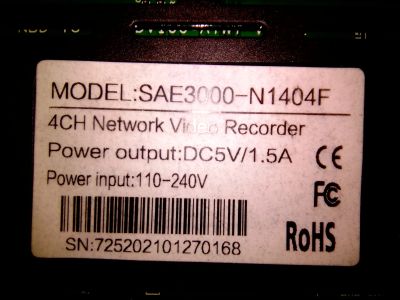 MODEL:SAE3000-N1404F
4CH Network Video Recorder
Power output:DC5V/1.5A CE
Power input:110-240V FC
RoHS
SN:725202101270168